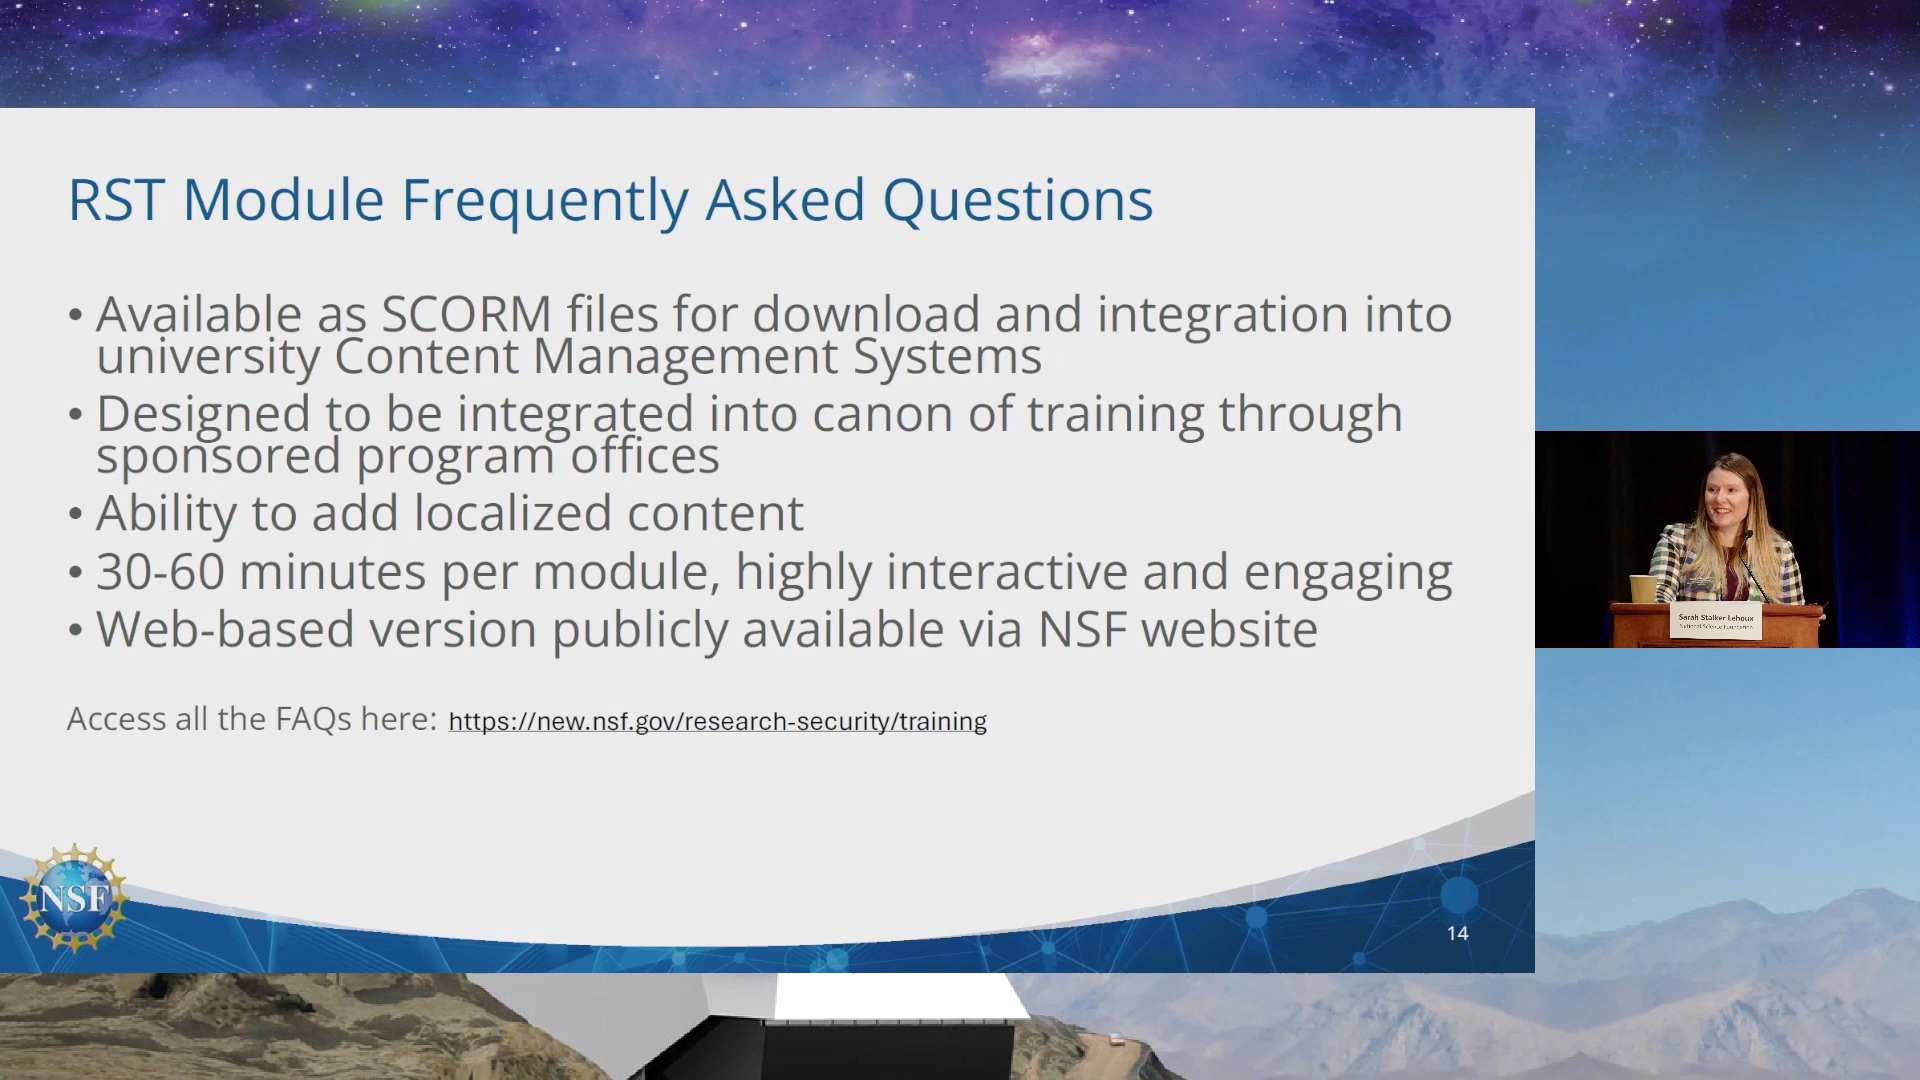 RST Module Frequently Asked Questions
• Available as SCORM files for download and integration into
university Content Management Systems
• Designed to be integrated into canon of training through
sponsored program offices
• Ability to add localized content
• 30-60 minutes per module, highly interactive and engaging
• Web-based version publicly available via NSF website
Access all the FAQs here: https://new.nsf.gov/research-security/training
NSF
14
Sarah Stalker Lehoux
National Science Foundation